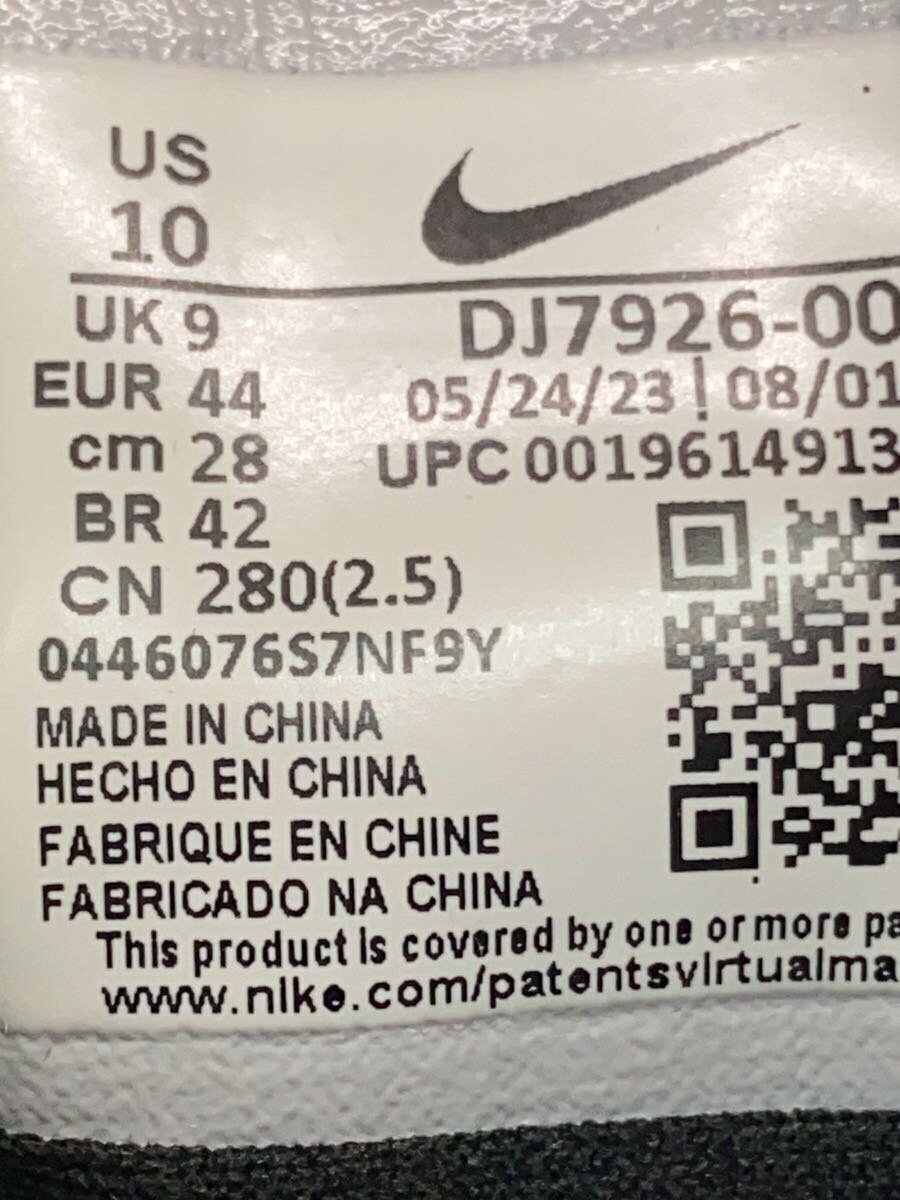 US
10
UK 9
EUR 44
cm 28
BR 42
CN 280(2.5)
0446076S7NF9Y
MADE IN CHINA
HECHO EN CHINA
FABRIQUE EN CHINE
FABRICADO NA CHINA
DJ7926-00
05/24/23 | 08/01
UPC 0019614913
This product is covered by one or more pa
www.nike.com/patentsvirtualma